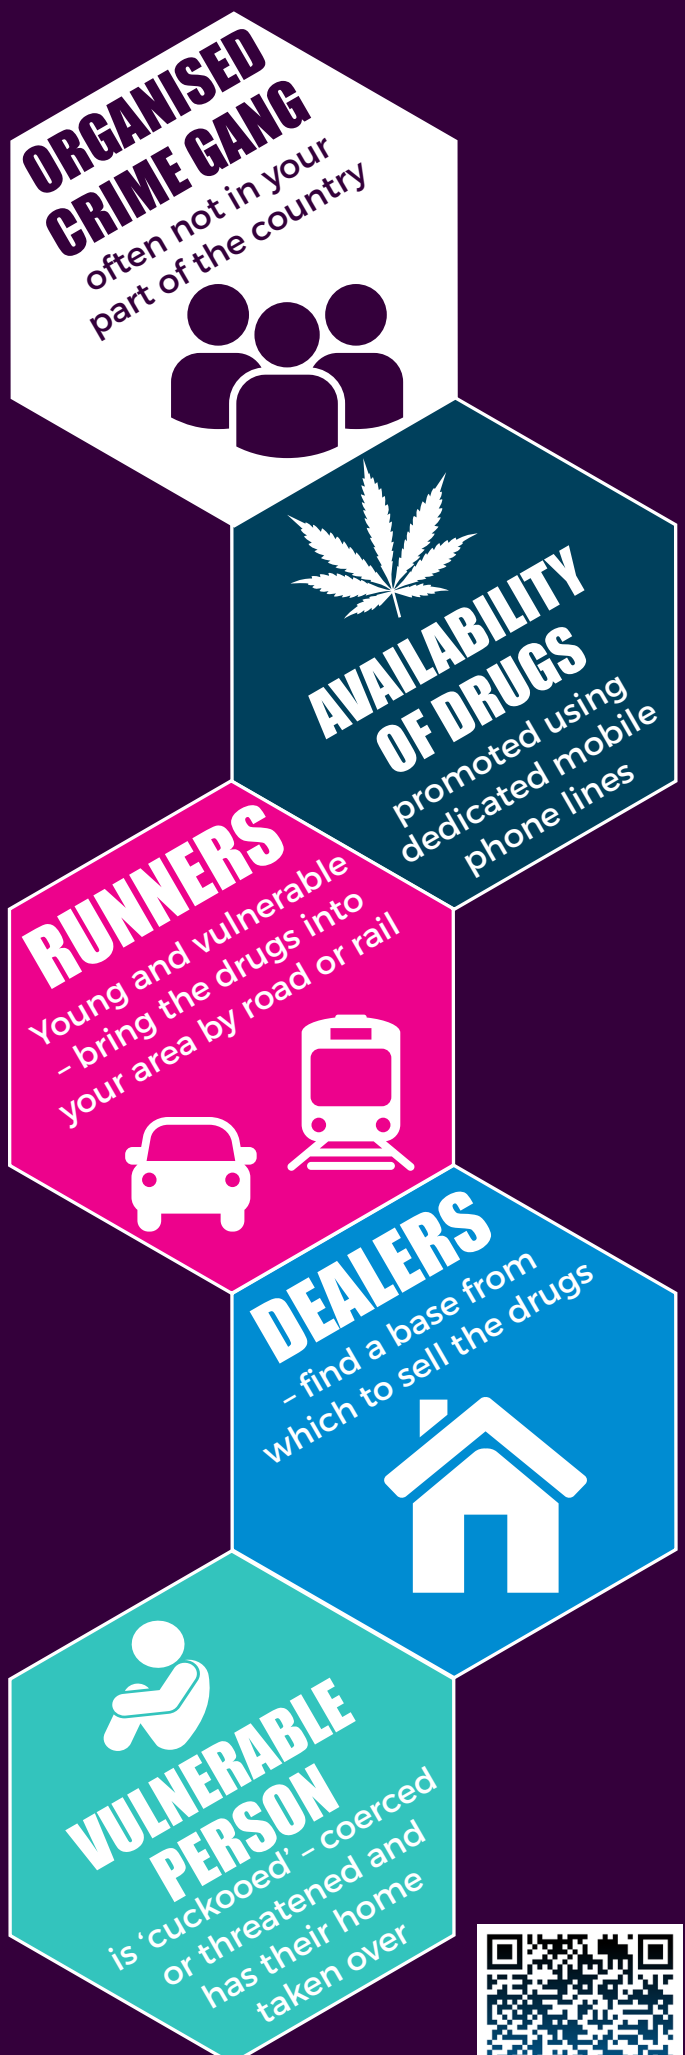 ORGANISED
CRIME GANG
often not in your
part of the country
AVAILABILITY
OF DRUGS
promoted using
dedicated mobile
phone lines
RUNNERS
Young and vulnerable
– bring the drugs into
your area by road or rail
DEALERS
– find a base from
which to sell the drugs
VULNERABLE
PERSON
is ‘cuckooed’ – coerced
or threatened and
has their home
taken over